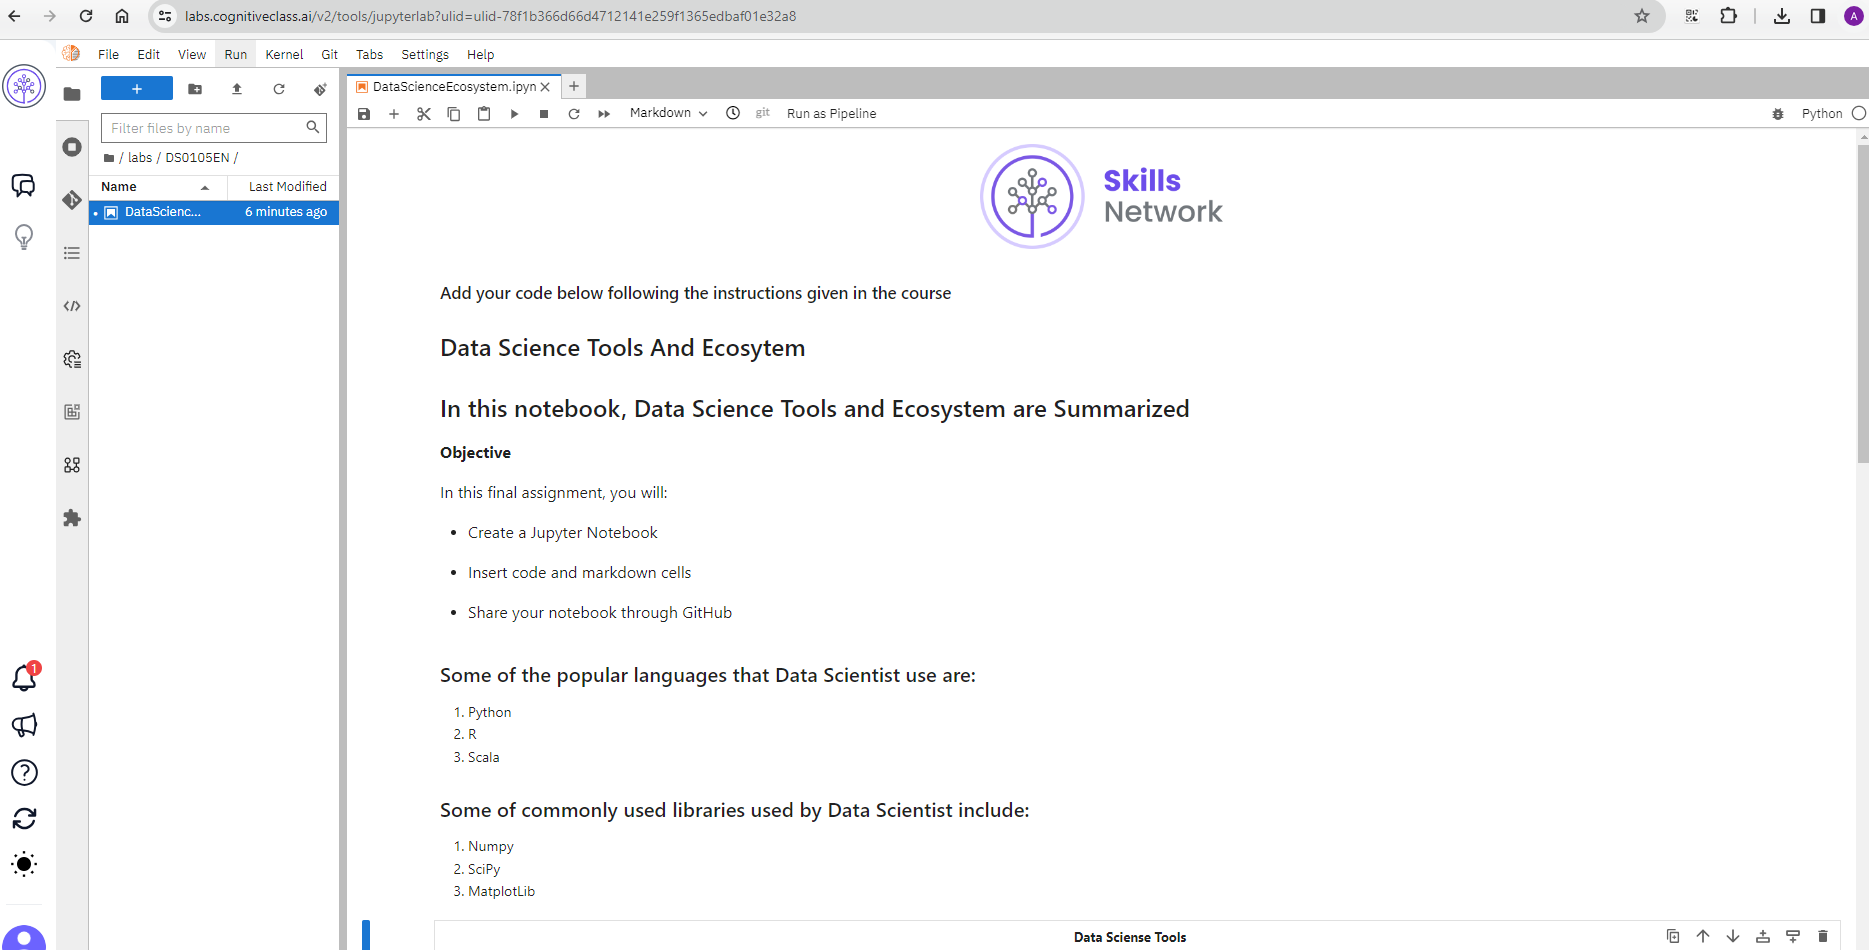 labs.cognitiveclass.ai/v2/tools/jupyterlab?ulid=ulid-78f1b366d66d4712141e259f1365edbaf01e32a8
A
File Edit View Run Kernel Git Tabs Settings Help
DataScienceEcosystem.ipyn
Filter files by name
/ labs / DS0105EN /
Name Last Modified
DataScienc... 6 minutes ago
Markdown git Run as Pipeline Python
Skills
Network
Add your code below following the instructions given in the course
Data Science Tools And Ecosytem
In this notebook, Data Science Tools and Ecosystem are Summarized
Objective
In this final assignment, you will:
• Create a Jupyter Notebook
• Insert code and markdown cells
• Share your notebook through GitHub
Some of the popular languages that Data Scientist use are:
1. Python
2. R
3. Scala
Some of commonly used libraries used by Data Scientist include:
1. Numpy
2. SciPy
3. MatplotLib
Data Sciense Tools
1